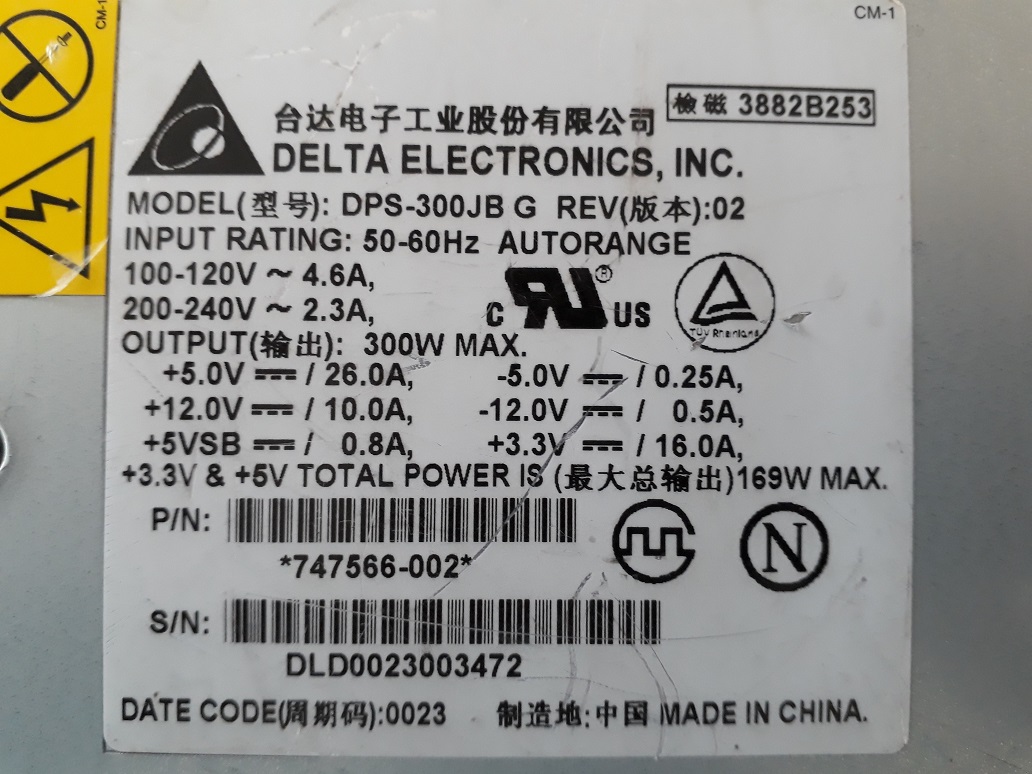 CM-1
CM-1
檢磁 3882B253
台达电子工业股份有限公司
DELTA ELECTRONICS, INC.
MODEL(型号): DPS-300JB G REV(版本):02
INPUT RATING: 50-60Hz AUTORANGE
100-120V ~ 4.6A,
200-240V ~ 2.3A,
C RU® US
TÜV Rheinland
OUTPUT(输出): 300W MAX.
+5.0V ⎓ / 26.0A, -5.0V ⎓ / 0.25A,
+12.0V ⎓ / 10.0A, -12.0V ⎓ / 0.5A,
+5VSB ⎓ / 0.8A, +3.3V ⎓ / 16.0A,
+3.3V & +5V TOTAL POWER IS (最大总输出)169W MAX.
P/N:
*747566-002*
N
S/N:
DLD0023003472
DATE CODE(周期码):0023 制造地:中国 MADE IN CHINA.